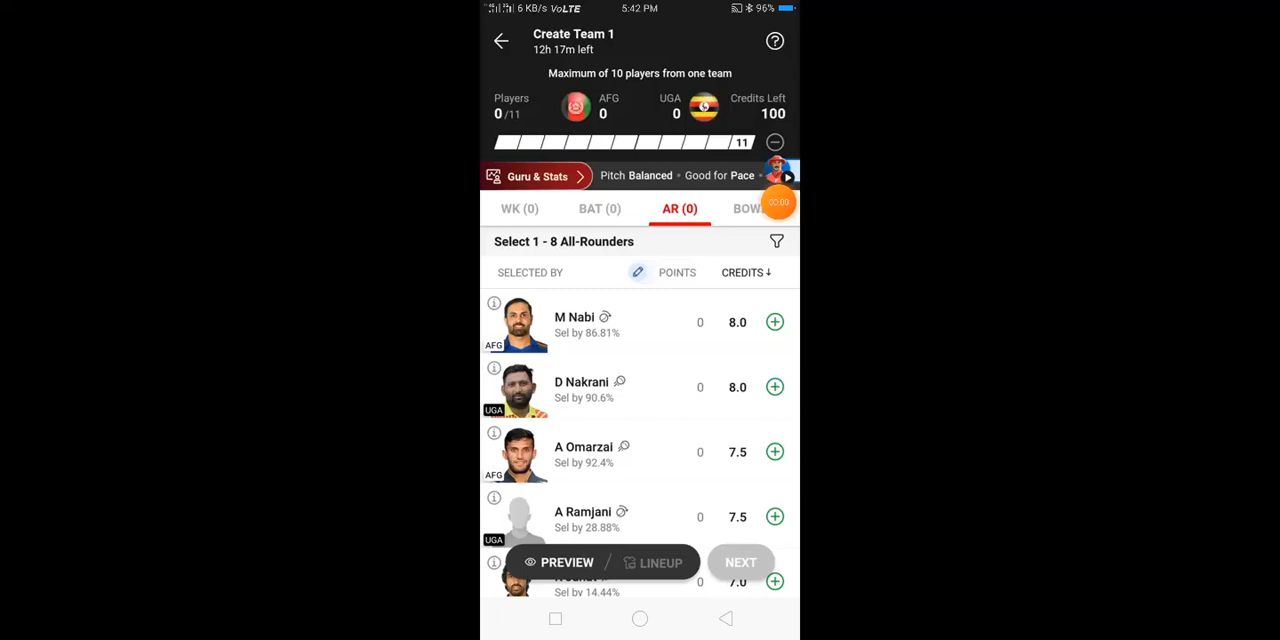 6 KB/s VoLTE 5:42 PM 96%
Create Team 1
12h 17m left
Maximum of 10 players from one team
Players AFG UGA Credits Left
0/11 0 0 100
11
Guru & Stats Pitch Balanced • Good for Pace
WK (0) BAT (0) AR (0) BOW
00:00
Select 1 - 8 All-Rounders
SELECTED BY POINTS CREDITS↓
M Nabi
Sel by 86.81%
0 8.0
AFG
D Nakrani
Sel by 90.6%
0 8.0
UGA
A Omarzai
Sel by 92.4%
0 7.5
AFG
A Ramjani
Sel by 28.88%
0 7.5
UGA
PREVIEW / LINEUP NEXT
0 7.0
Sel by 14.44%